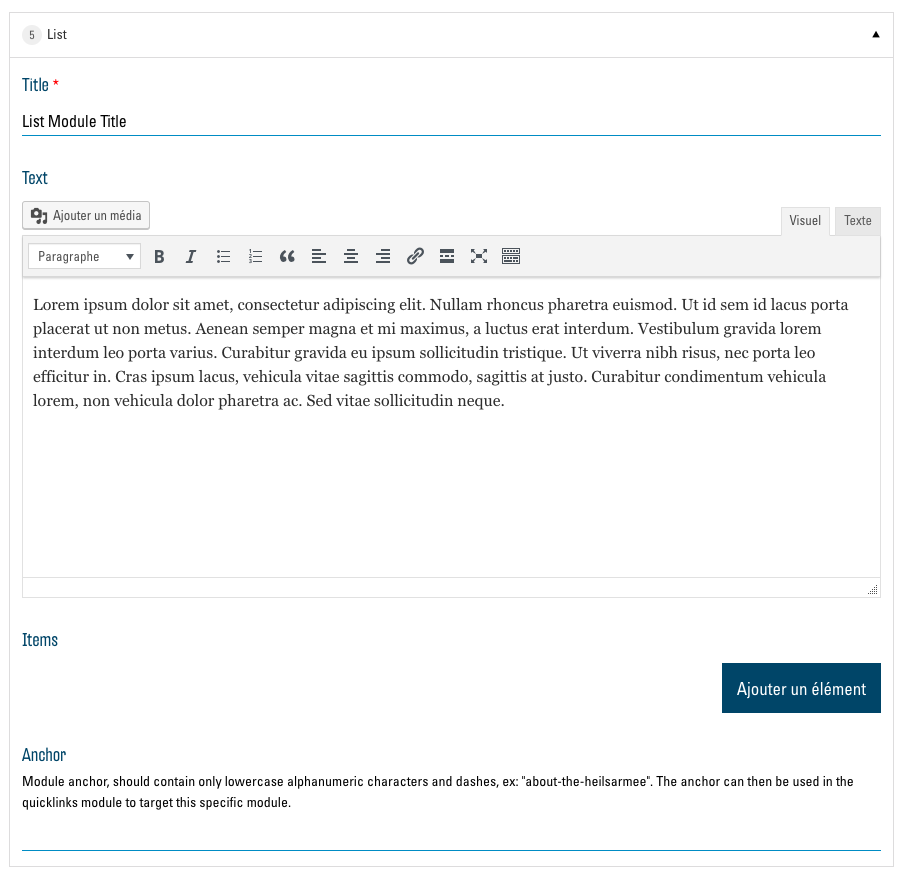 5 List
Title *
List Module Title
Text
Ajouter un média
Visuel Texte
Paragraphe
Lorem ipsum dolor sit amet, consectetur adipiscing elit. Nullam rhoncus pharetra euismod. Ut id sem id lacus porta
placerat ut non metus. Aenean semper magna et mi maximus, a luctus erat interdum. Vestibulum gravida lorem
interdum leo porta varius. Curabitur gravida eu ipsum sollicitudin tristique. Ut viverra nibh risus, nec porta leo
efficitur in. Cras ipsum lacus, vehicula vitae sagittis commodo, sagittis at justo. Curabitur condimentum vehicula
lorem, non vehicula dolor pharetra ac. Sed vitae sollicitudin neque.
Items
Ajouter un élément
Anchor
Module anchor, should contain only lowercase alphanumeric characters and dashes, ex: "about-the-heilsarmee". The anchor can then be used in the
quicklinks module to target this specific module.